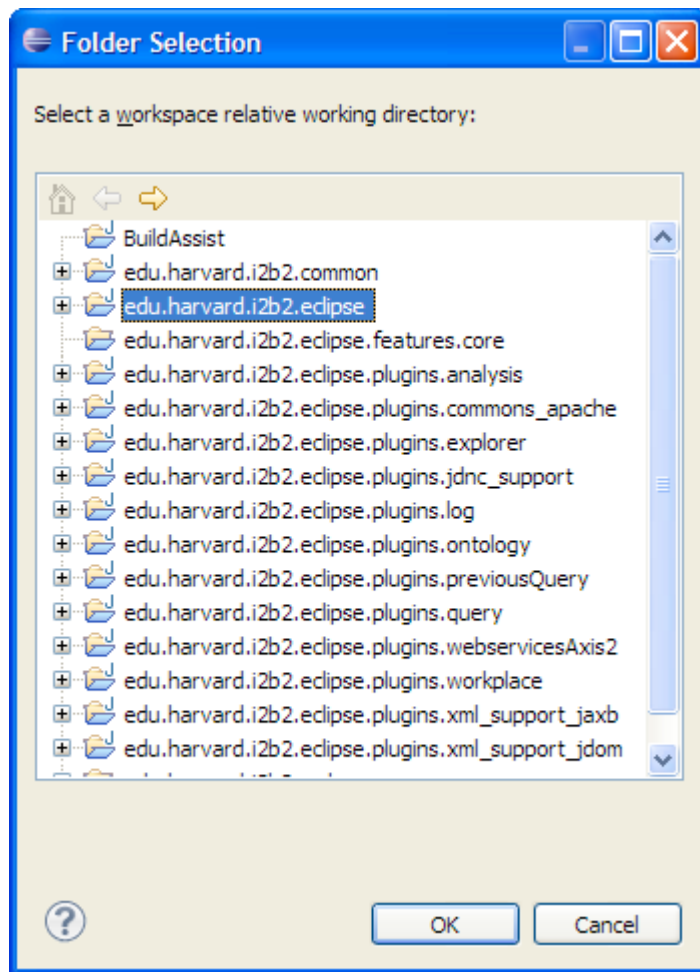 Folder Selection
Select a workspace relative working directory:
BuildAssist
edu.harvard.i2b2.common
edu.harvard.i2b2.eclipse
edu.harvard.i2b2.eclipse.features.core
edu.harvard.i2b2.eclipse.plugins.analysis
edu.harvard.i2b2.eclipse.plugins.commons_apache
edu.harvard.i2b2.eclipse.plugins.explorer
edu.harvard.i2b2.eclipse.plugins.jdnc_support
edu.harvard.i2b2.eclipse.plugins.log
edu.harvard.i2b2.eclipse.plugins.ontology
edu.harvard.i2b2.eclipse.plugins.previousQuery
edu.harvard.i2b2.eclipse.plugins.query
edu.harvard.i2b2.eclipse.plugins.webservicesAxis2
edu.harvard.i2b2.eclipse.plugins.workplace
edu.harvard.i2b2.eclipse.plugins.xml_support_jaxb
edu.harvard.i2b2.eclipse.plugins.xml_support_jdom
OK Cancel